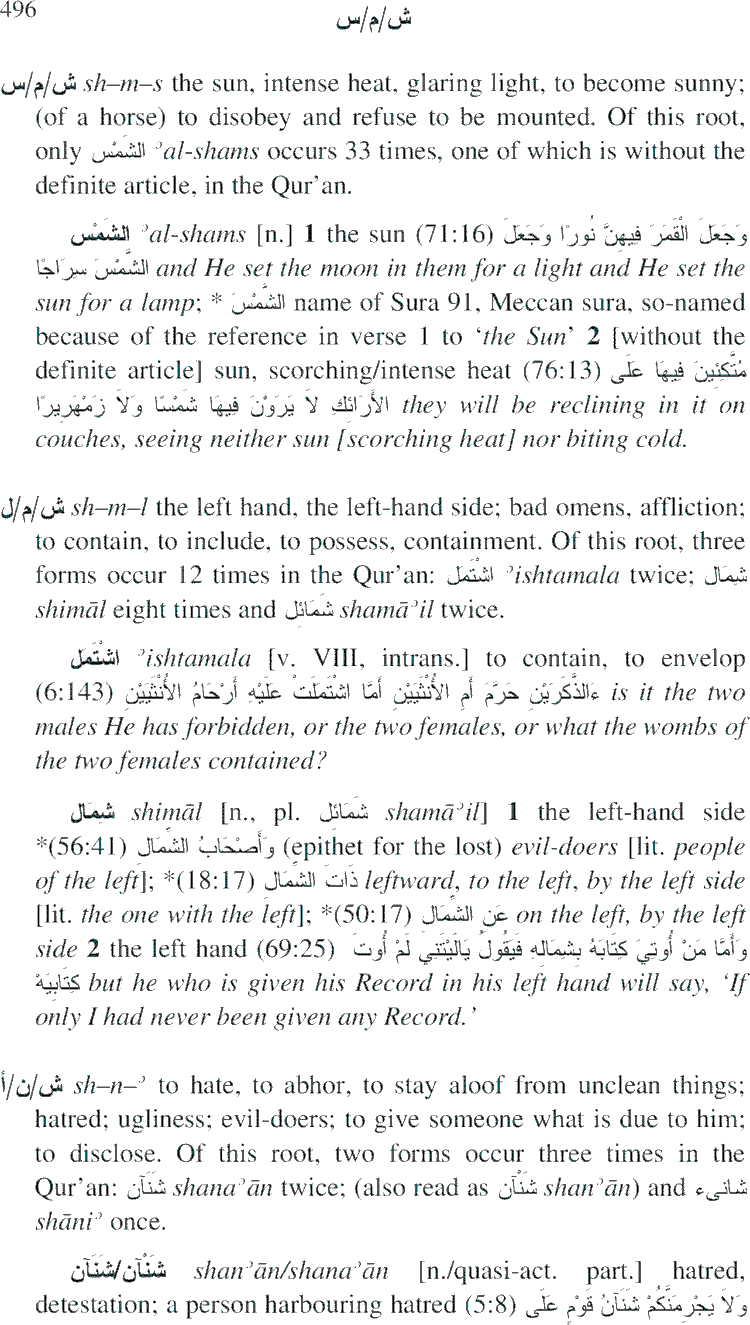 496
ش/م/س
ش/م/س sh–m–s the sun, intense heat, glaring light, to become sunny;
(of a horse) to disobey and refuse to be mounted. Of this root,
only الشَمْس ʾal-shams occurs 33 times, one of which is without the
definite article, in the Qur’an.
الشَمْس ʾal-shams [n.] 1 the sun (71:16) وَجَعَلَ الْقَمَرَ فِيهِنَّ نُورًا وَجَعَلَ
الشَّمْسَ سِرَاجًا and He set the moon in them for a light and He set the
sun for a lamp; * الشَّمْسَ name of Sura 91, Meccan sura, so-named
because of the reference in verse 1 to ‘the Sun’ 2 [without the
definite article] sun, scorching/intense heat (76:13) مُتَّكِئِينَ فِيهَا عَلَى
الأَرَائِكِ لَا يَرَوْنَ فِيهَا شَمْسًا وَلَا زَمْهَرِيرًا they will be reclining in it on
couches, seeing neither sun [scorching heat] nor biting cold.
ش/م/ل sh–m–l the left hand, the left-hand side; bad omens, affliction;
to contain, to include, to possess, containment. Of this root, three
forms occur 12 times in the Qur’an: اشْتَمَل ʾishtamala twice; شِمَال
shimāl eight times and شَمَائل shamāʾil twice.
اشْتَمَل ʾishtamala [v. VIII, intrans.] to contain, to envelop
(6:143) ءَالذَّكَرَيْنِ حَرَّمَ أَمِ الأُنْثَيَيْنِ أَمَّا اشْتَمَلَتْ عَلَيْهِ أَرْحَامُ الأُنْثَيَيْنِ is it the two
males He has forbidden, or the two females, or what the wombs of
the two females contained?
شِمَال shimāl [n., pl. شَمَائل shamāʾil] 1 the left-hand side
*(56:41) وَأَصْحَابُ الشِّمَالِ (epithet for the lost) evil-doers [lit. people
of the left]; *(18:17) ذَاتَ الشِّمَالِ leftward, to the left, by the left side
[lit. the one with the left]; *(50:17) عَنِ الشِّمَالِ on the left, by the left
side 2 the left hand (69:25) وَأَمَّا مَنْ أُوتِيَ كِتَابَهُ بِشِمَالِهِ فَيَقُولُ يَالَيْتَنِي لَمْ أُوتَ
كِتَابِيَهْ but he who is given his Record in his left hand will say, ‘If
only I had never been given any Record.’
ش/ن/أ sh–n–ʾ to hate, to abhor, to stay aloof from unclean things;
hatred; ugliness; evil-doers; to give someone what is due to him;
to disclose. Of this root, two forms occur three times in the
Qur’an: شَنَآن shanaʾān twice; (also read as شَنْآن shanʾān) and شانىء
shāniʾ once.
شَنْآن/شَنَآن shanʾān/shanaʾān [n./quasi-act. part.] hatred,
detestation; a person harbouring hatred (5:8) وَلَا يَجْرِمَنَّكُمْ شَنَآنُ قَوْمٍ عَلَى